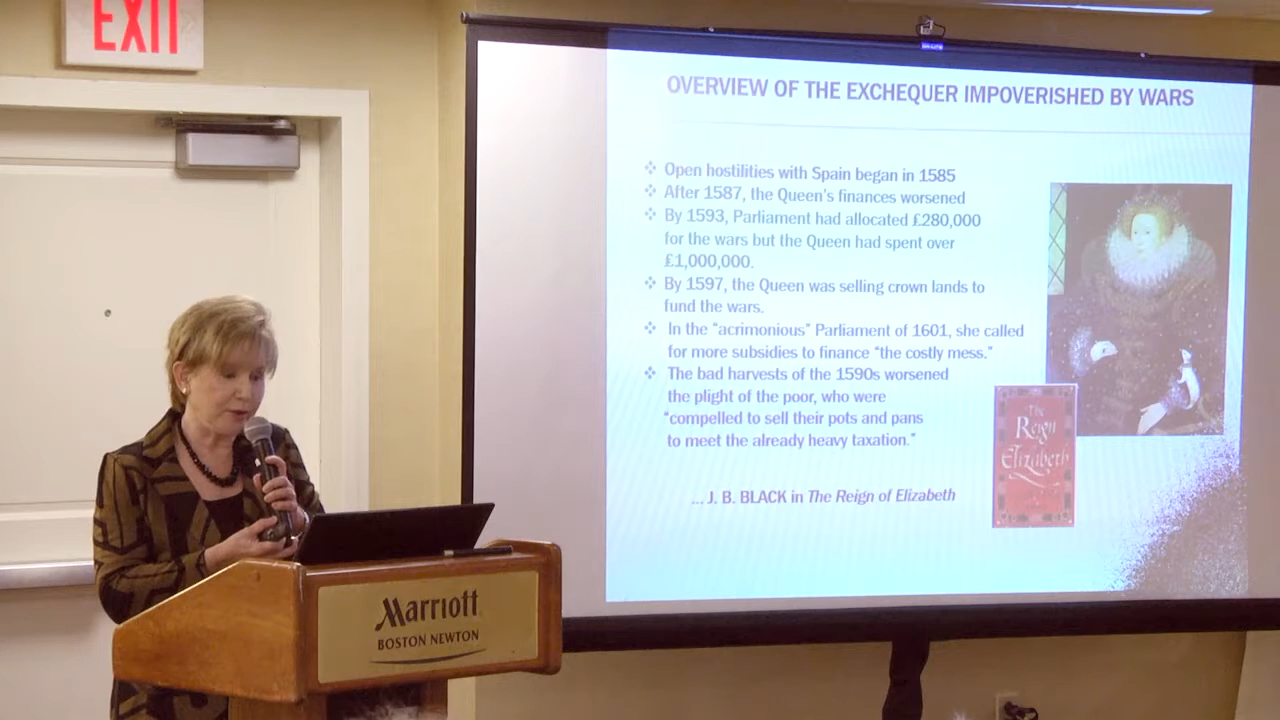 EXIT
OVERVIEW OF THE EXCHEQUER IMPOVERISHED BY WARS
❖ Open hostilities with Spain began in 1585
❖ After 1587, the Queen's finances worsened
❖ By 1593, Parliament had allocated £280,000
for the wars but the Queen had spent over
£1,000,000.
❖ By 1597, the Queen was selling crown lands to
fund the wars.
❖ In the "acrimonious" Parliament of 1601, she called
for more subsidies to finance "the costly mess."
❖ The bad harvests of the 1590s worsened
the plight of the poor, who were
"compelled to sell their pots and pans
to meet the already heavy taxation."
... J. B. BLACK in The Reign of Elizabeth
The
Reign
Elizabeth
Marriott
BOSTON NEWTON